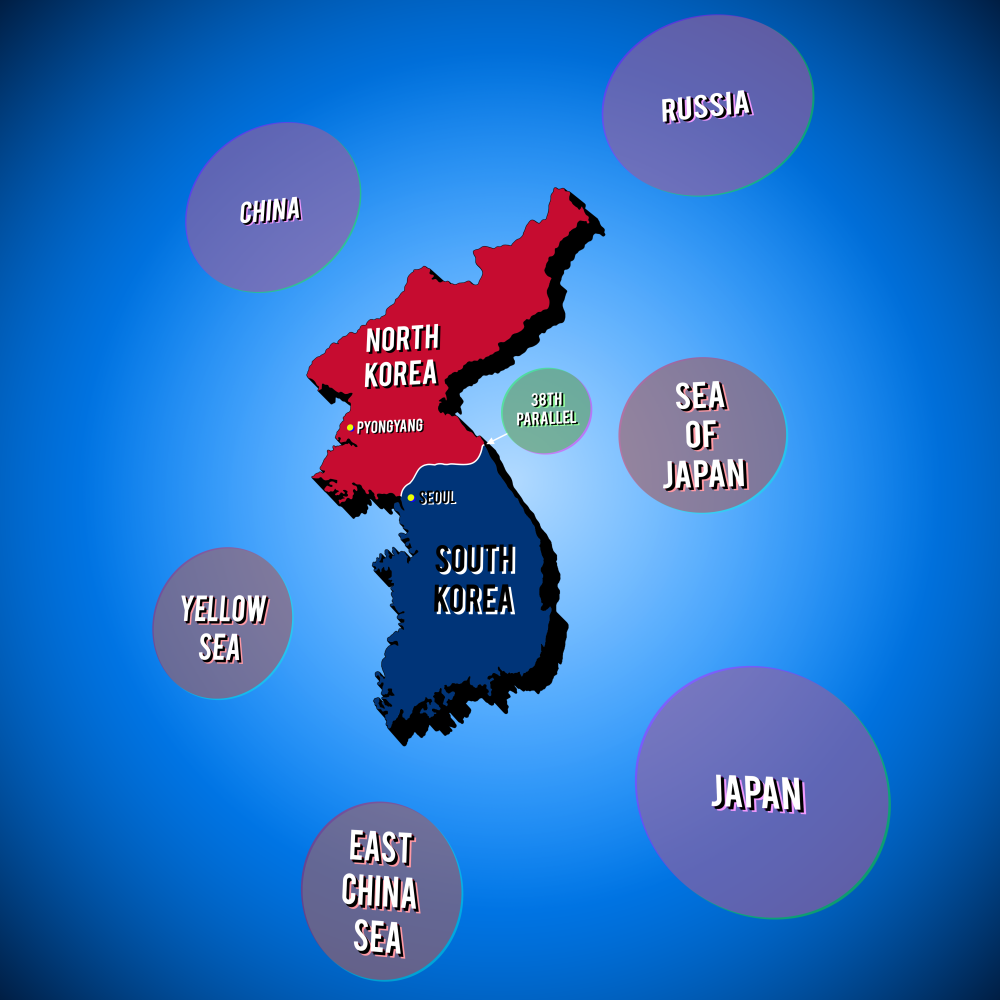 RUSSIA
CHINA
NORTH
KOREA
38TH
PARALLEL
SEA
OF
JAPAN
PYONGYANG
SEOUL
SOUTH
KOREA
YELLOW
SEA
JAPAN
EAST
CHINA
SEA